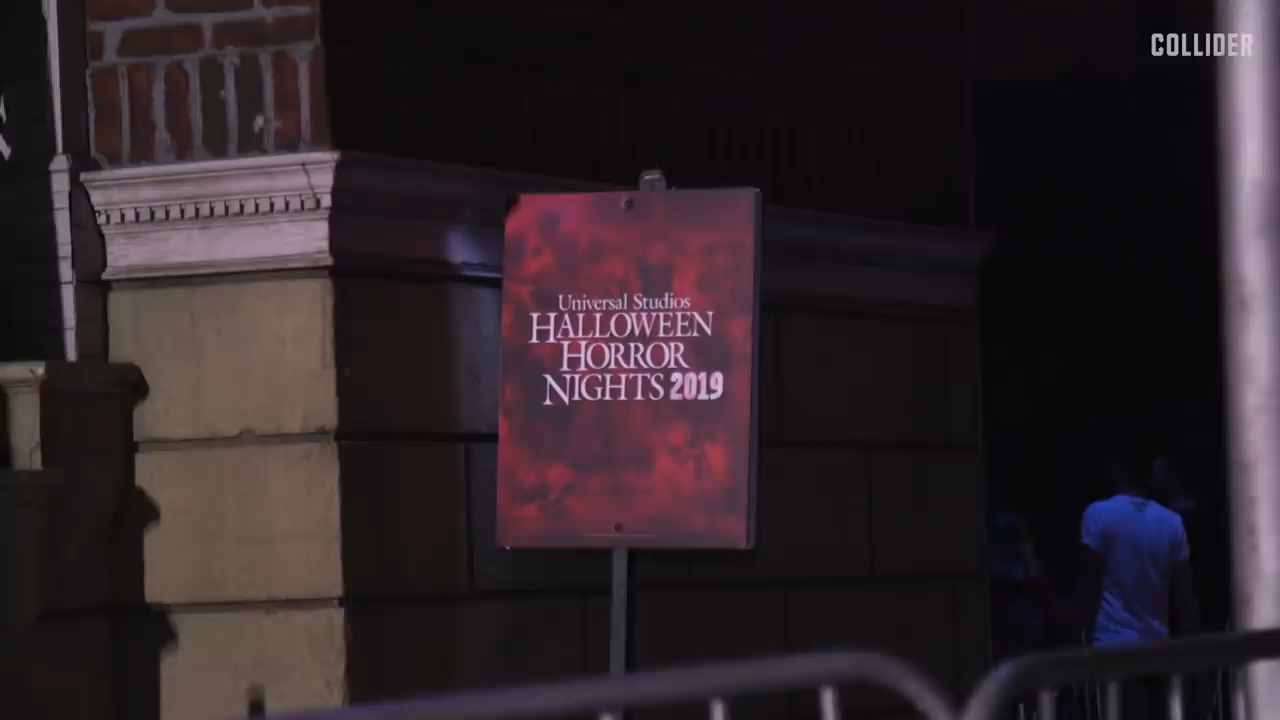 COLLIDER
Universal Studios
HALLOWEEN
HORROR
NIGHTS 2019